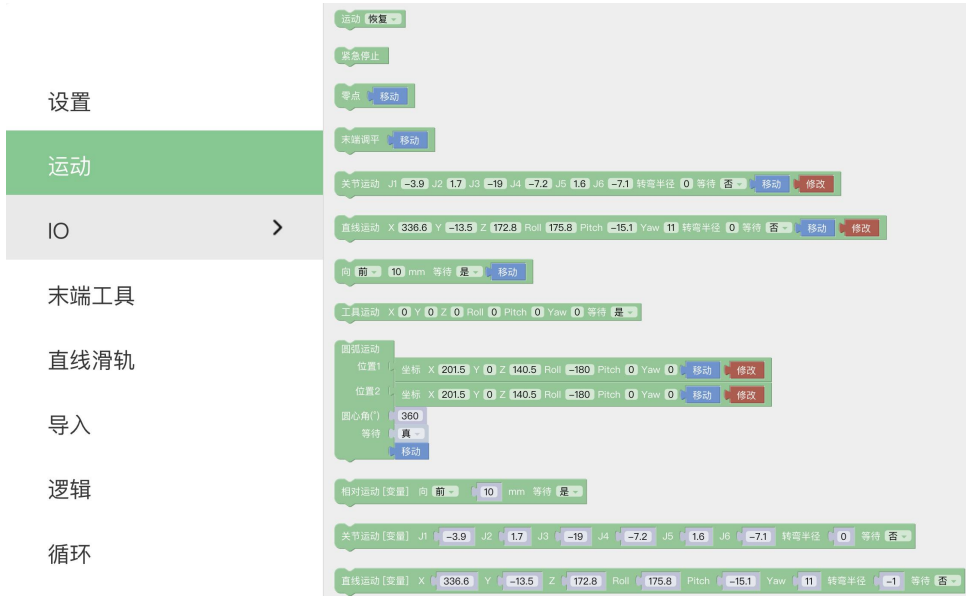 设置
运动
IO
末端工具
直线滑轨
导入
逻辑
循环
运动 恢复
紧急停止
零点 移动
末端调平 移动
关节运动 J1 -3.9 J2 1.7 J3 -19 J4 -7.2 J5 1.6 J6 -7.1 转弯半径 0 等待 否 移动 修改
直线运动 X 336.6 Y -13.5 Z 172.8 Roll 175.8 Pitch -15.1 Yaw 11 转弯半径 0 等待 否 移动 修改
向 前 10 mm 等待 是 移动
工具运动 X 0 Y 0 Z 0 Roll 0 Pitch 0 Yaw 0 等待 是
圆弧运动
位置1 坐标 X 201.5 Y 0 Z 140.5 Roll -180 Pitch 0 Yaw 0 移动 修改
位置2 坐标 X 201.5 Y 0 Z 140.5 Roll -180 Pitch 0 Yaw 0 移动 修改
圆心角(°) 360
等待 真
移动
相对运动 [变量] 向 前 10 mm 等待 是
关节运动 [变量] J1 -3.9 J2 1.7 J3 -19 J4 -7.2 J5 1.6 J6 -7.1 转弯半径 0 等待 否
直线运动 [变量] X 336.6 Y -13.5 Z 172.8 Roll 175.8 Pitch -15.1 Yaw 11 转弯半径 -1 等待 否